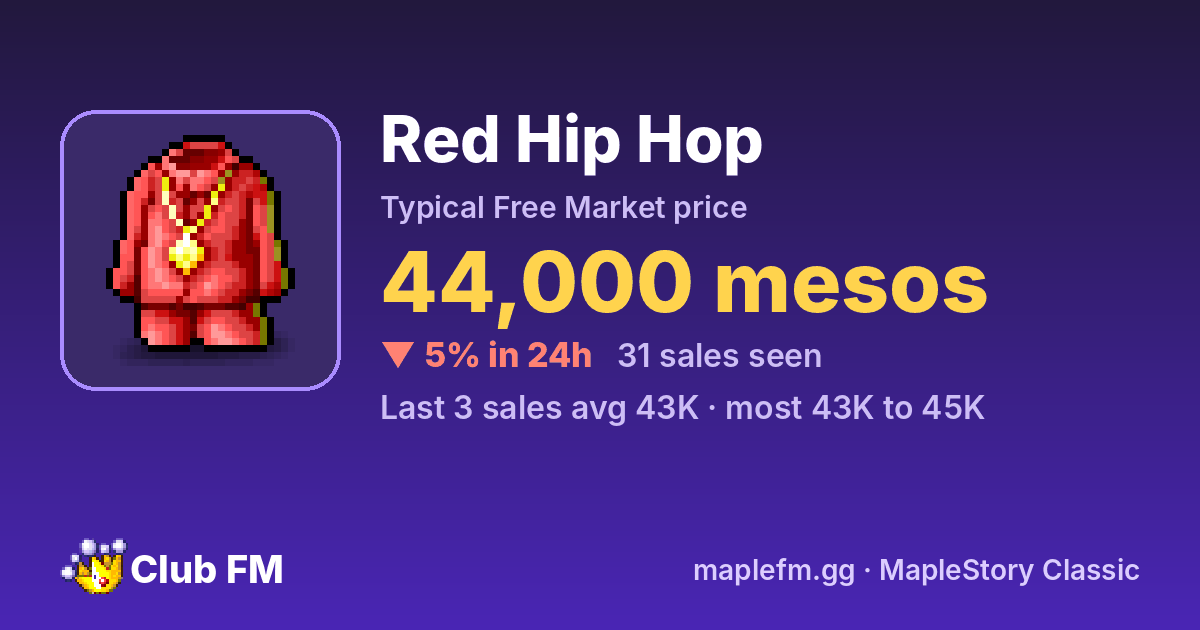 Red Hip Hop
Typical Free Market price
44,000 mesos
▼ 5% in 24h 31 sales seen
Last 3 sales avg 43K · most 43K to 45K
Club FM
maplefm.gg · MapleStory Classic